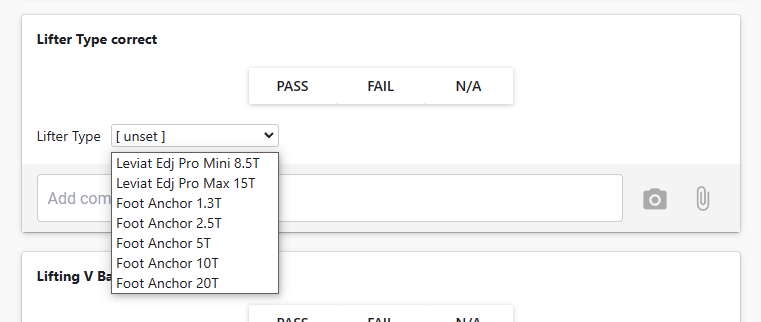 Lifter Type correct
PASS FAIL N/A
Lifter Type [ unset ]
Leviat Edj Pro Mini 8.5T
Leviat Edj Pro Max 15T
Foot Anchor 1.3T
Add com
Foot Anchor 2.5T
Foot Anchor 5T
Foot Anchor 10T
Lifting V Ba
Foot Anchor 20T
PASS FAIL N/A